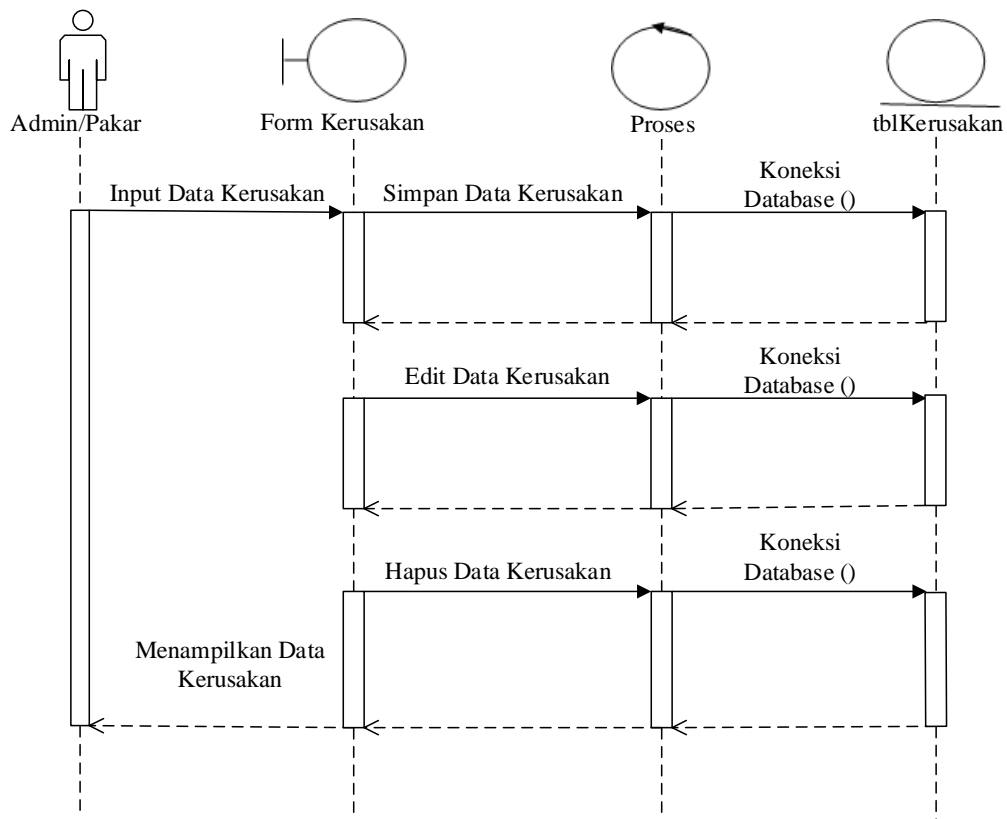 Admin/Pakar
Form Kerusakan
Proses
tblKerusakan
Input Data Kerusakan
Simpan Data Kerusakan
Koneksi
Database ()
Edit Data Kerusakan
Koneksi
Database ()
Hapus Data Kerusakan
Koneksi
Database ()
Menampilkan Data
Kerusakan